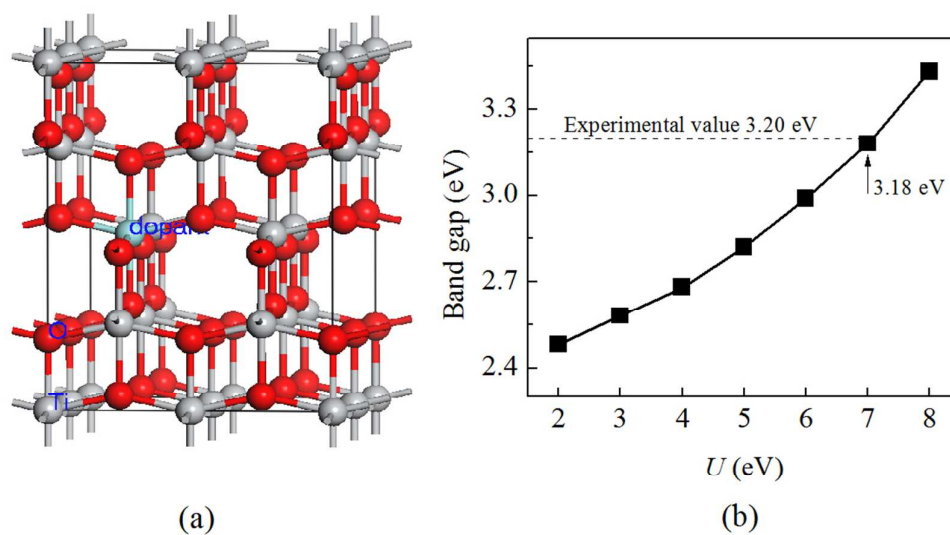 dopant
O
Ti
(a)
Band gap (eV)
3.3
3.0
2.7
2.4
Experimental value 3.20 eV
3.18 eV
2 3 4 5 6 7 8
U (eV)
(b)